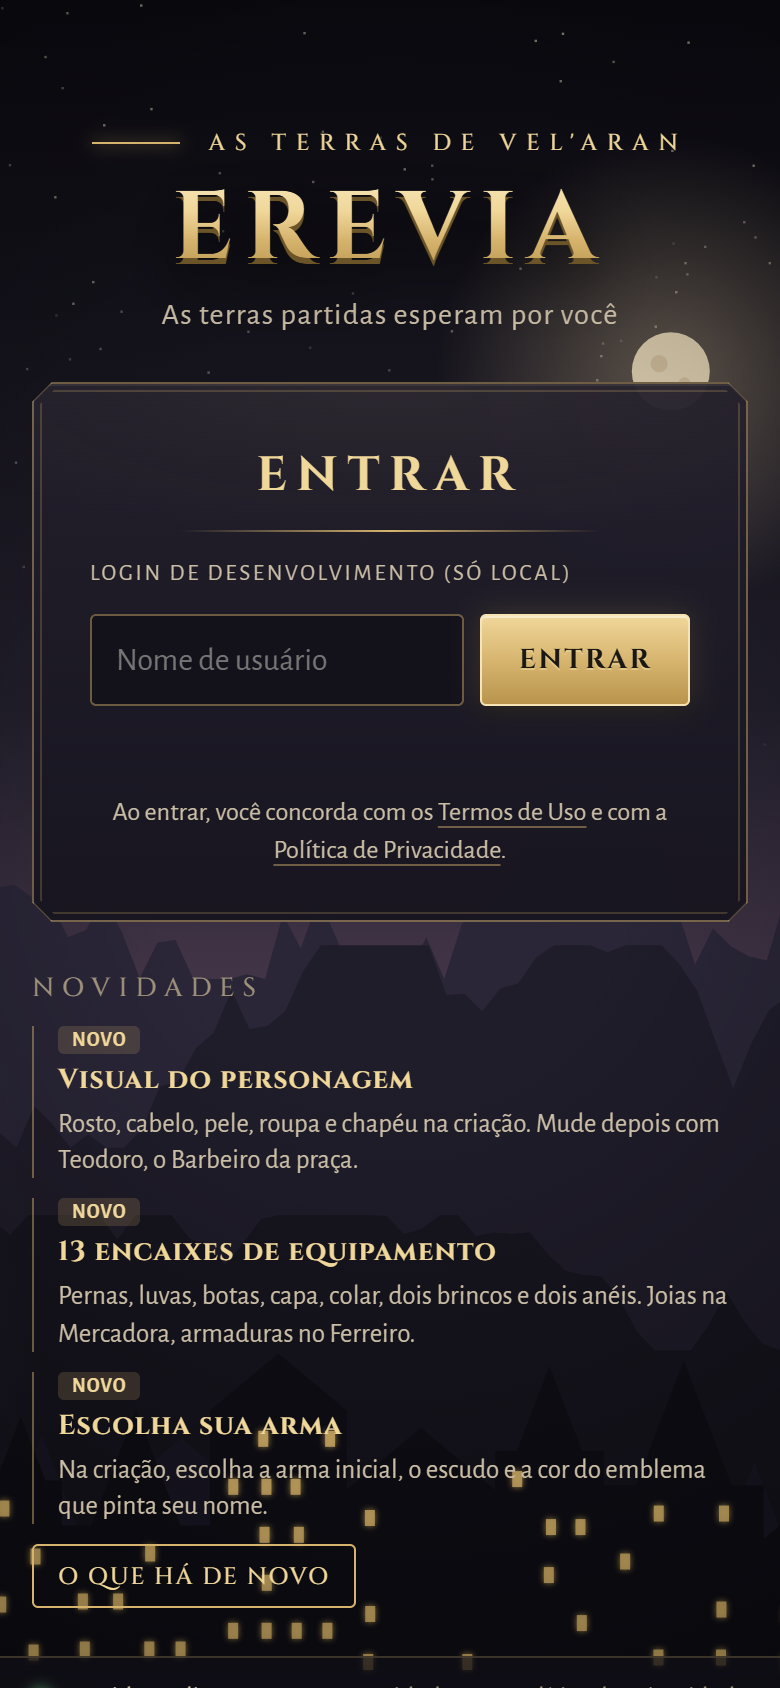 AS TERRAS DE VEL'ARAN
EREVIA
As terras partidas esperam por você
ENTRAR
LOGIN DE DESENVOLVIMENTO (SÓ LOCAL)
Nome de usuário
ENTRAR
Ao entrar, você concorda com os Termos de Uso e com a
Política de Privacidade.
NOVIDADES
NOVO
Visual do personagem
Rosto, cabelo, pele, roupa e chapéu na criação. Mude depois com
Teodoro, o Barbeiro da praça.
NOVO
13 encaixes de equipamento
Pernas, luvas, botas, capa, colar, dois brincos e dois anéis. Joias na
Mercadora, armaduras no Ferreiro.
NOVO
Escolha sua arma
Na criação, escolha a arma inicial, o escudo e a cor do emblema
que pinta seu nome.
O QUE HÁ DE NOVO